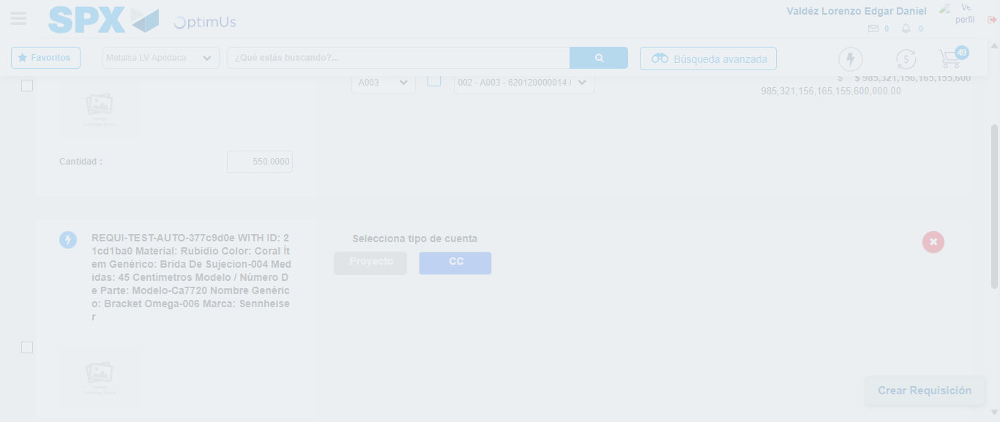 SPX
OptimUs
Valdéz Lorenzo Edgar Daniel
Ve
perfil
0
0
Favoritos
Metalsa LV Apodaca
¿Qué estás buscando?...
Búsqueda avanzada
$
49
A003
002 - A003 - 620120000014 /
$
$ 985,321,156,165,155,600
985,321,156,165,155,600,000.00
Cantidad :
550.0000
REQUI-TEST-AUTO-377c9d0e WITH ID: 2
1cd1ba0 Material: Rubidio Color: Coral Ít
em Genérico: Brida De Sujecion-004 Med
idas: 45 Centímetros Modelo / Número D
e Parte: Modelo-Ca7720 Nombre Genéric
o: Bracket Omega-006 Marca: Sennheise
r
Selecciona tipo de cuenta
Proyecto
CC
Crear Requisición